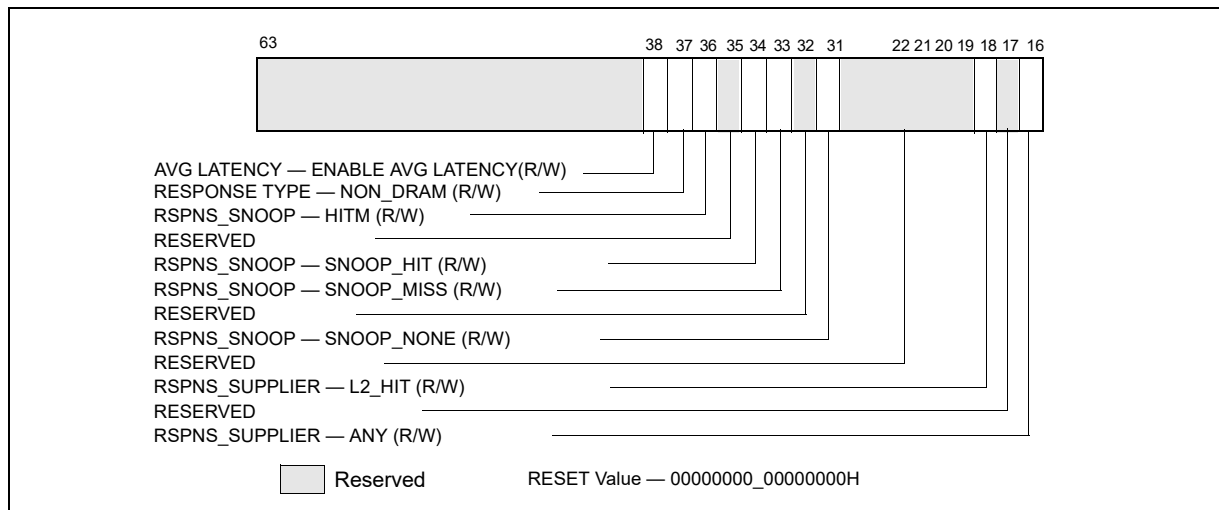 63 38 37 36 35 34 33 32 31 22 21 20 19 18 17 16
AVG LATENCY — ENABLE AVG LATENCY(R/W)
RESPONSE TYPE — NON_DRAM (R/W)
RSPNS_SNOOP — HITM (R/W)
RESERVED
RSPNS_SNOOP — SNOOP_HIT (R/W)
RSPNS_SNOOP — SNOOP_MISS (R/W)
RESERVED
RSPNS_SNOOP — SNOOP_NONE (R/W)
RESERVED
RSPNS_SUPPLIER — L2_HIT (R/W)
RESERVED
RSPNS_SUPPLIER — ANY (R/W)
Reserved RESET Value — 00000000_00000000H